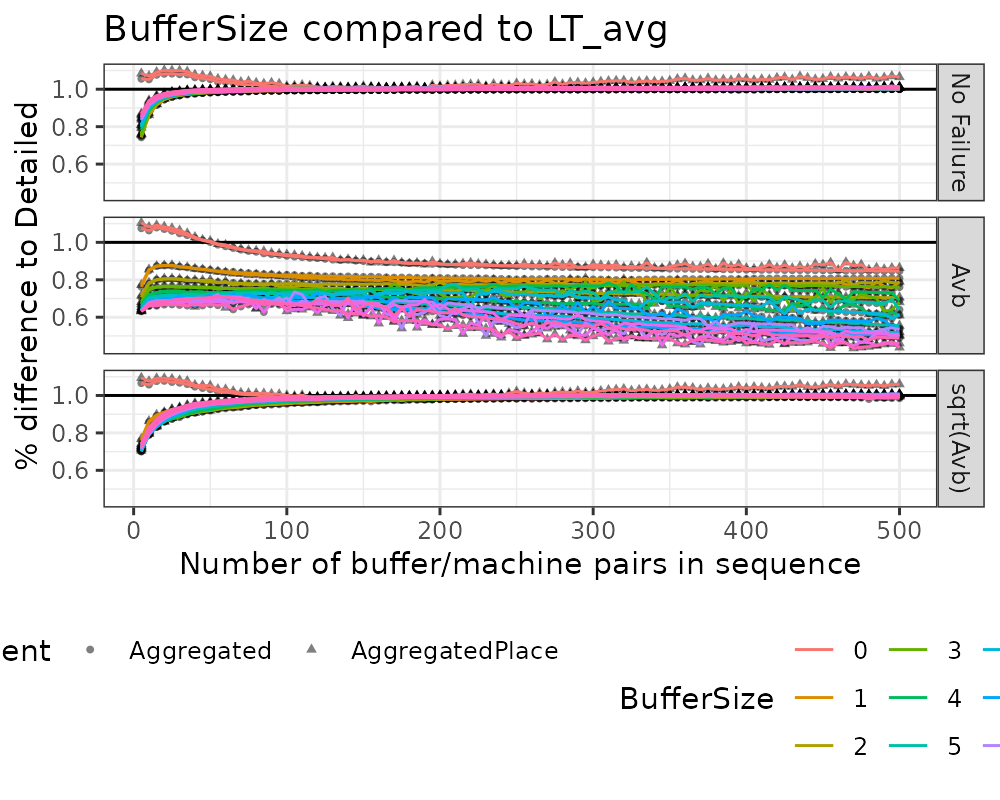 BufferSize compared to LT_avg
% difference to Detailed
1.0
0.8
0.6
No Failure
1.0
0.8
0.6
Avb
1.0
0.8
0.6
sqrt(Avb)
0 100 200 300 400 500
Number of buffer/machine pairs in sequence
ent Aggregated AggregatedPlace
BufferSize
0 3
1 4
2 5